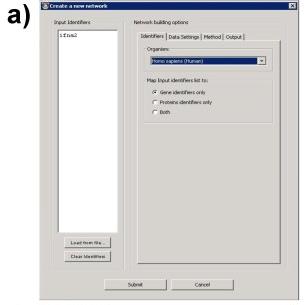 a)
Create a new network
Input Identifiers
ifna2
Load from file...
Clear Identifiers
Network building options
Identifiers
Data Settings
Method
Output
Organism:
Homo sapiens (Human)
Map Input identifiers list to:
Gene identifiers only
Proteins identifiers only
Both
Submit
Cancel